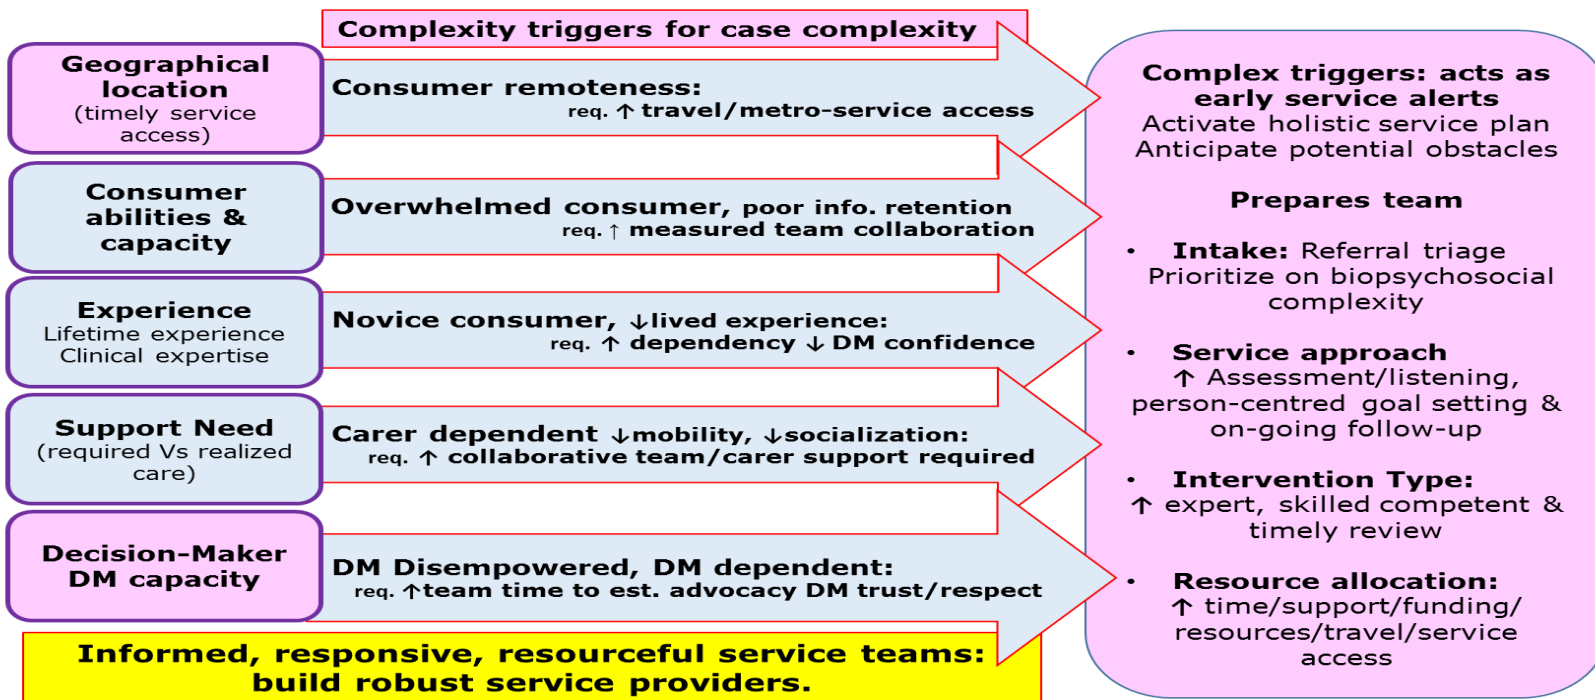 Complexity triggers for case complexity
Geographical
location
(timely service
access)
Consumer remoteness:
req. ↑ travel/metro-service access
Consumer
abilities &
capacity
Overwhelmed consumer, poor info. retention
req. ↑ measured team collaboration
Experience
Lifetime experience
Clinical expertise
Novice consumer, ↓lived experience:
req. ↑ dependency ↓ DM confidence
Support Need
(required Vs realized
care)
Carer dependent ↓mobility, ↓socialization:
req. ↑ collaborative team/carer support required
Decision-Maker
DM capacity
DM Disempowered, DM dependent:
req. ↑team time to est. advocacy DM trust/respect
Informed, responsive, resourceful service teams:
build robust service providers.
Complex triggers: acts as
early service alerts
Activate holistic service plan
Anticipate potential obstacles
Prepares team
• Intake: Referral triage
Prioritize on biopsychosocial
complexity
• Service approach
↑ Assessment/listening,
person-centred goal setting &
on-going follow-up
• Intervention Type:
↑ expert, skilled competent &
timely review
• Resource allocation:
↑ time/support/funding/
resources/travel/service
access